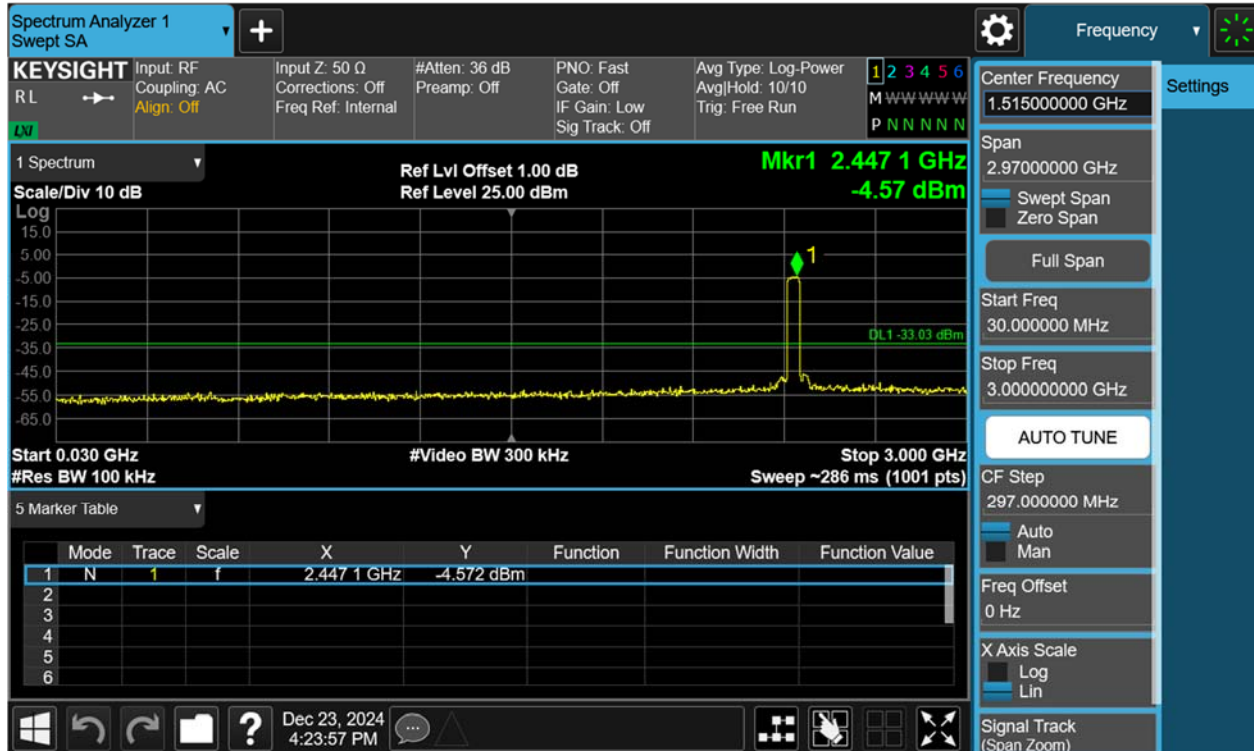 Spectrum Analyzer 1
Swept SA
Frequency
KEYSIGHT
R L
LXI
Input: RF
Coupling: AC
Align: Off
Input Z: 50 Ω
Corrections: Off
Freq Ref: Internal
#Atten: 36 dB
Preamp: Off
PNO: Fast
Gate: Off
IF Gain: Low
Sig Track: Off
Avg Type: Log-Power
Avg|Hold: 10/10
Trig: Free Run
1 2 3 4 5 6
M W W W W W W
P N N N N N
1 Spectrum
Scale/Div 10 dB
Ref Lvl Offset 1.00 dB
Ref Level 25.00 dBm
Mkr1 2.447 1 GHz
-4.57 dBm
Log
15.0
5.00
-5.00
-15.0
-25.0
-35.0
-45.0
-55.0
-65.0
1
DL1 -33.03 dBm
Start 0.030 GHz
#Video BW 300 kHz
Stop 3.000 GHz
#Res BW 100 kHz
Sweep ~286 ms (1001 pts)
5 Marker Table
Mode Trace Scale X Y Function Function Width Function Value
1 N 1 f 2.447 1 GHz -4.572 dBm
2
3
4
5
6
Dec 23, 2024
4:23:57 PM
Center Frequency
1.515000000 GHz
Span
2.97000000 GHz
Swept Span
Zero Span
Full Span
Start Freq
30.000000 MHz
Stop Freq
3.000000000 GHz
AUTO TUNE
CF Step
297.000000 MHz
Auto
Man
Freq Offset
0 Hz
X Axis Scale
Log
Lin
Signal Track
(Span Zoom)
Settings